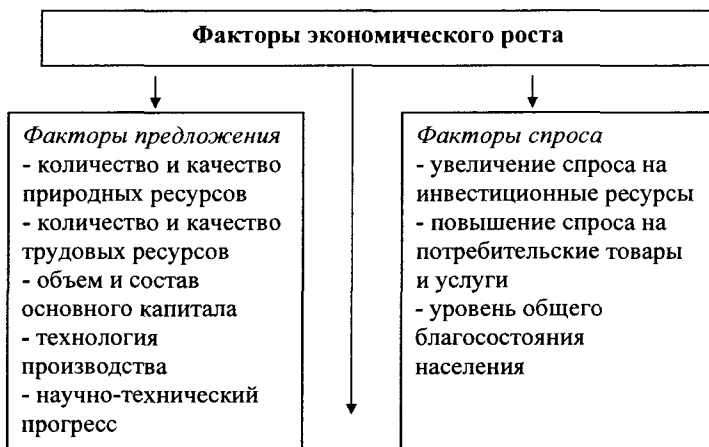 Факторы экономического роста
Факторы предложения
- количество и качество
природных ресурсов
- количество и качество
трудовых ресурсов
- объем и состав
основного капитала
- технология
производства
- научно-технический
прогресс
Факторы спроса
- увеличение спроса на
инвестиционные ресурсы
- повышение спроса на
потребительские товары
и услуги
- уровень общего
благосостояния
населения